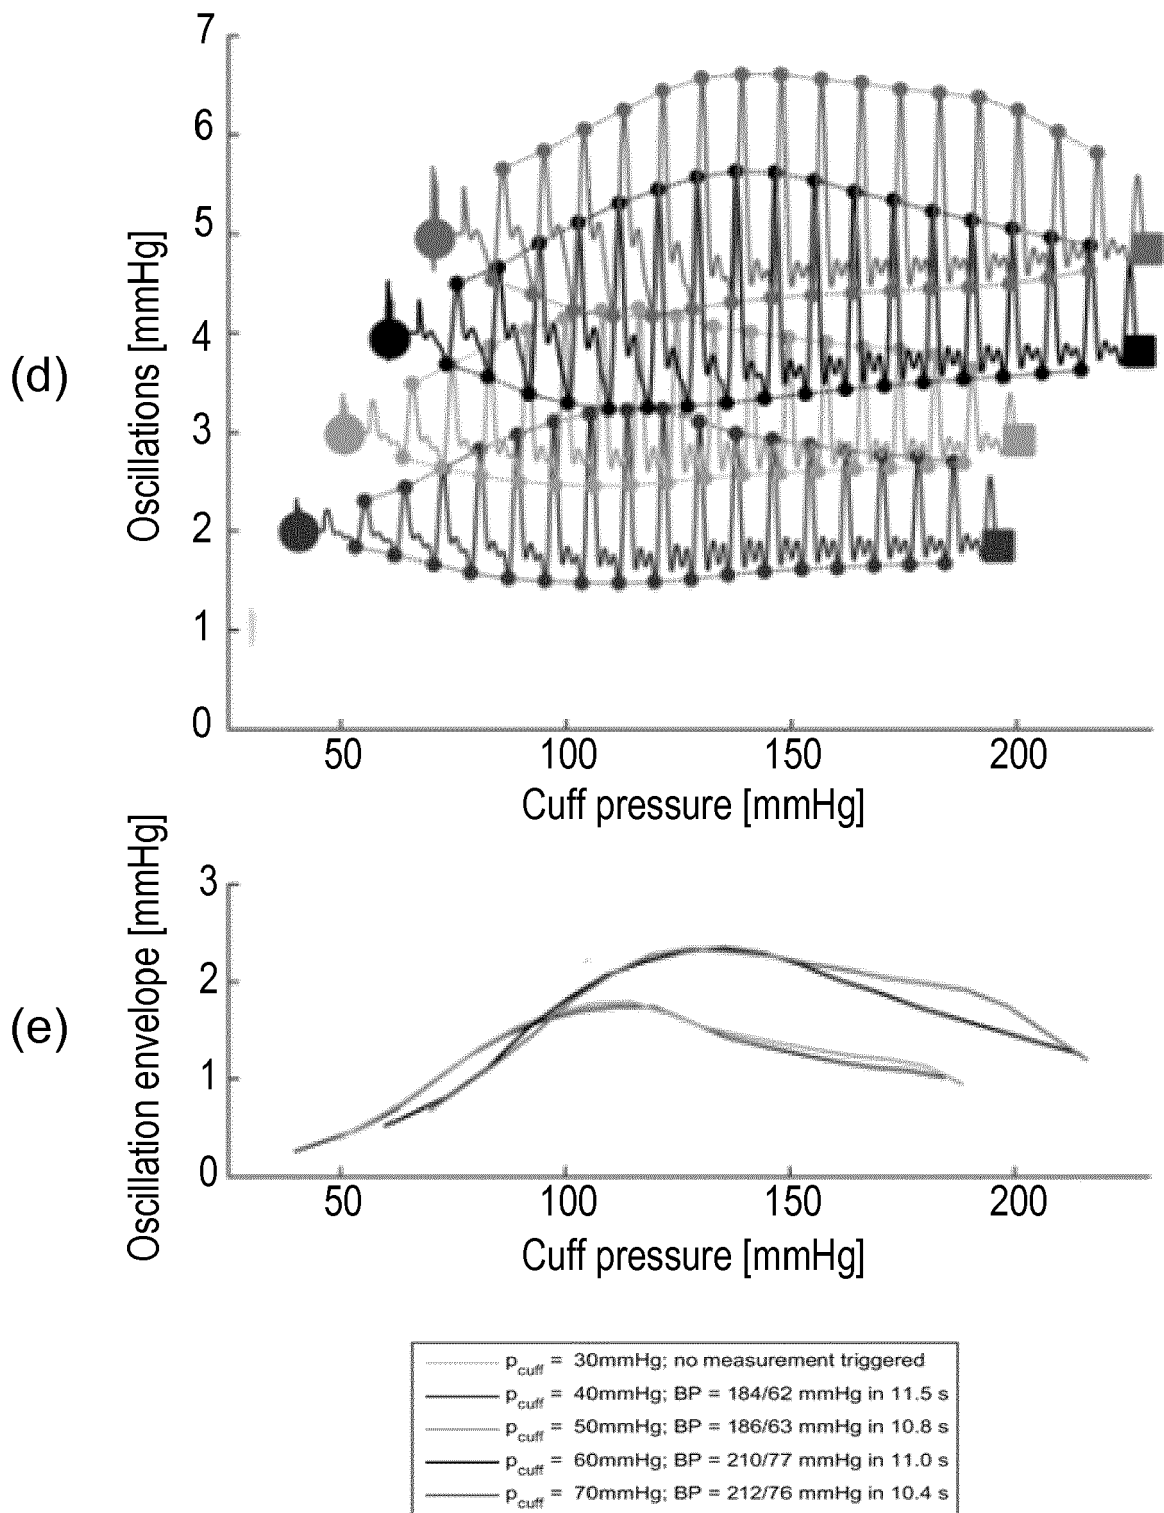 (d)
Oscillations [mmHg]
7
6
5
4
3
2
1
0
50 100 150 200
Cuff pressure [mmHg]
(e)
Oscillation envelope [mmHg]
3
2
1
0
50 100 150 200
Cuff pressure [mmHg]
pcuff = 30mmHg; no measurement triggered
pcuff = 40mmHg; BP = 184/62 mmHg in 11.5 s
pcuff = 50mmHg; BP = 186/63 mmHg in 10.8 s
pcuff = 60mmHg; BP = 210/77 mmHg in 11.0 s
pcuff = 70mmHg; BP = 212/76 mmHg in 10.4 s